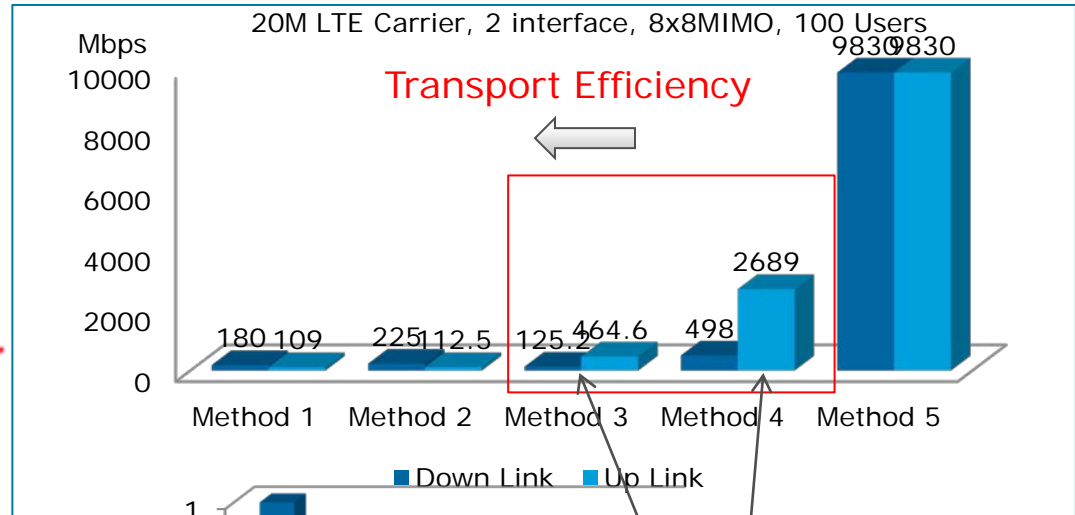 20M LTE Carrier, 2 interface, 8x8MIMO, 100 Users
Mbps
Transport Efficiency
10000
8000
6000
4000
2000
0
180 109
225 112.5
125.2 464.6
498 2689
9830 9830
Method 1 Method 2 Method 3 Method 4 Method 5
Down Link Up Link
1